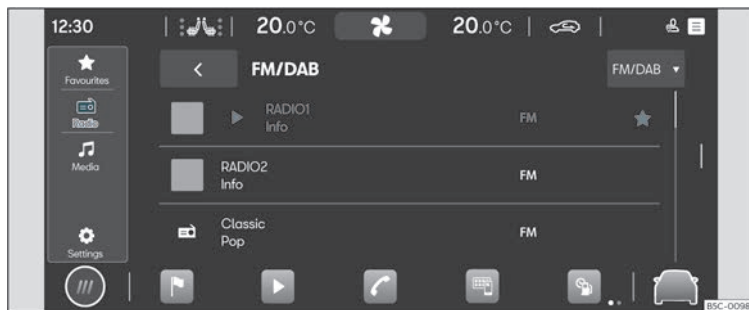 12:30
20.0°C
20.0°C
Favourites
FM/DAB
FM/DAB
Radio
RADIO1
Info
FM
Media
RADIO2
Info
FM
Classic
Pop
FM
Settings
BSC-0098